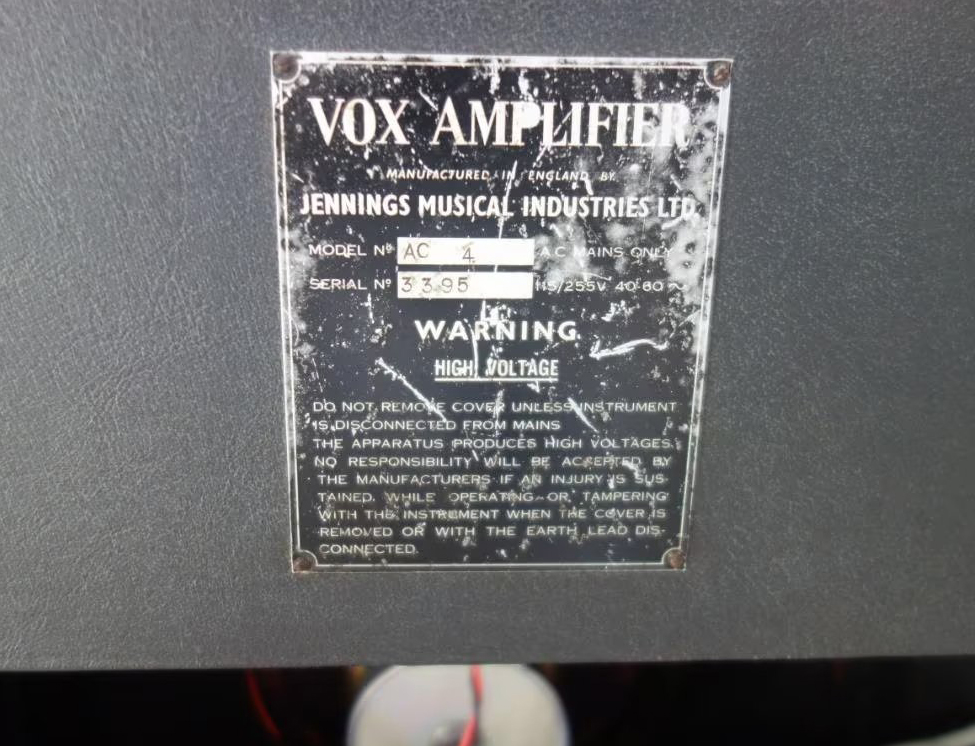 VOX AMPLIFIER
MANUFACTURED IN ENGLAND BY
JENNINGS MUSICAL INDUSTRIES LTD.
MODEL Nº AC 4 AC MAINS ONLY
SERIAL Nº 3395 115/255V 40-60 ~
WARNING
HIGH VOLTAGE
DO NOT REMOVE COVER UNLESS INSTRUMENT
IS DISCONNECTED FROM MAINS
THE APPARATUS PRODUCES HIGH VOLTAGES.
NO RESPONSIBILITY WILL BE ACCEPTED BY
THE MANUFACTURERS IF AN INJURY IS SUS-
TAINED, WHILE OPERATING OR TAMPERING
WITH THE INSTRUMENT WHEN THE COVER IS
REMOVED OR WITH THE EARTH LEAD DIS-
CONNECTED.